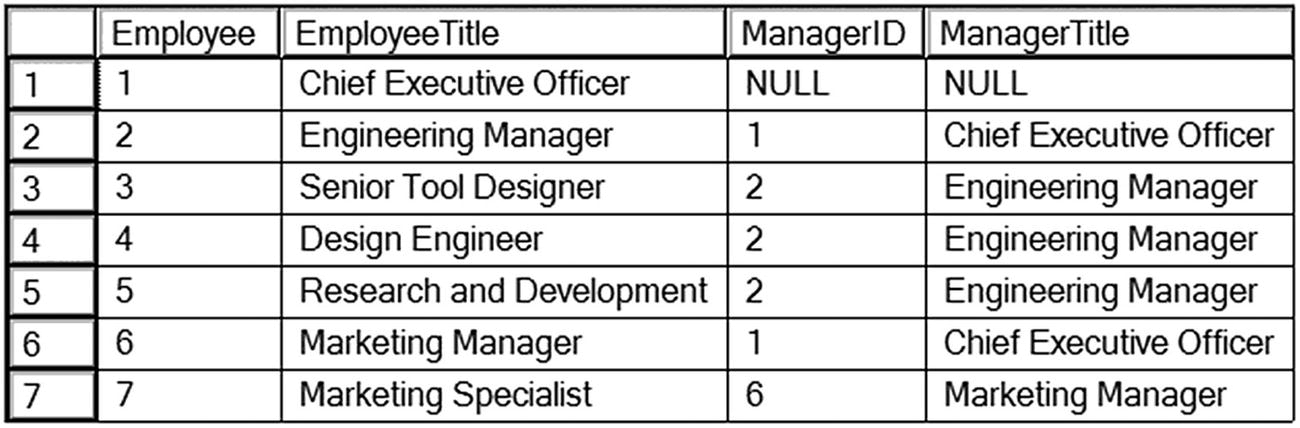 Employee EmployeeTitle ManagerID ManagerTitle
1 1 Chief Executive Officer NULL NULL
2 2 Engineering Manager 1 Chief Executive Officer
3 3 Senior Tool Designer 2 Engineering Manager
4 4 Design Engineer 2 Engineering Manager
5 5 Research and Development 2 Engineering Manager
6 6 Marketing Manager 1 Chief Executive Officer
7 7 Marketing Specialist 6 Marketing Manager